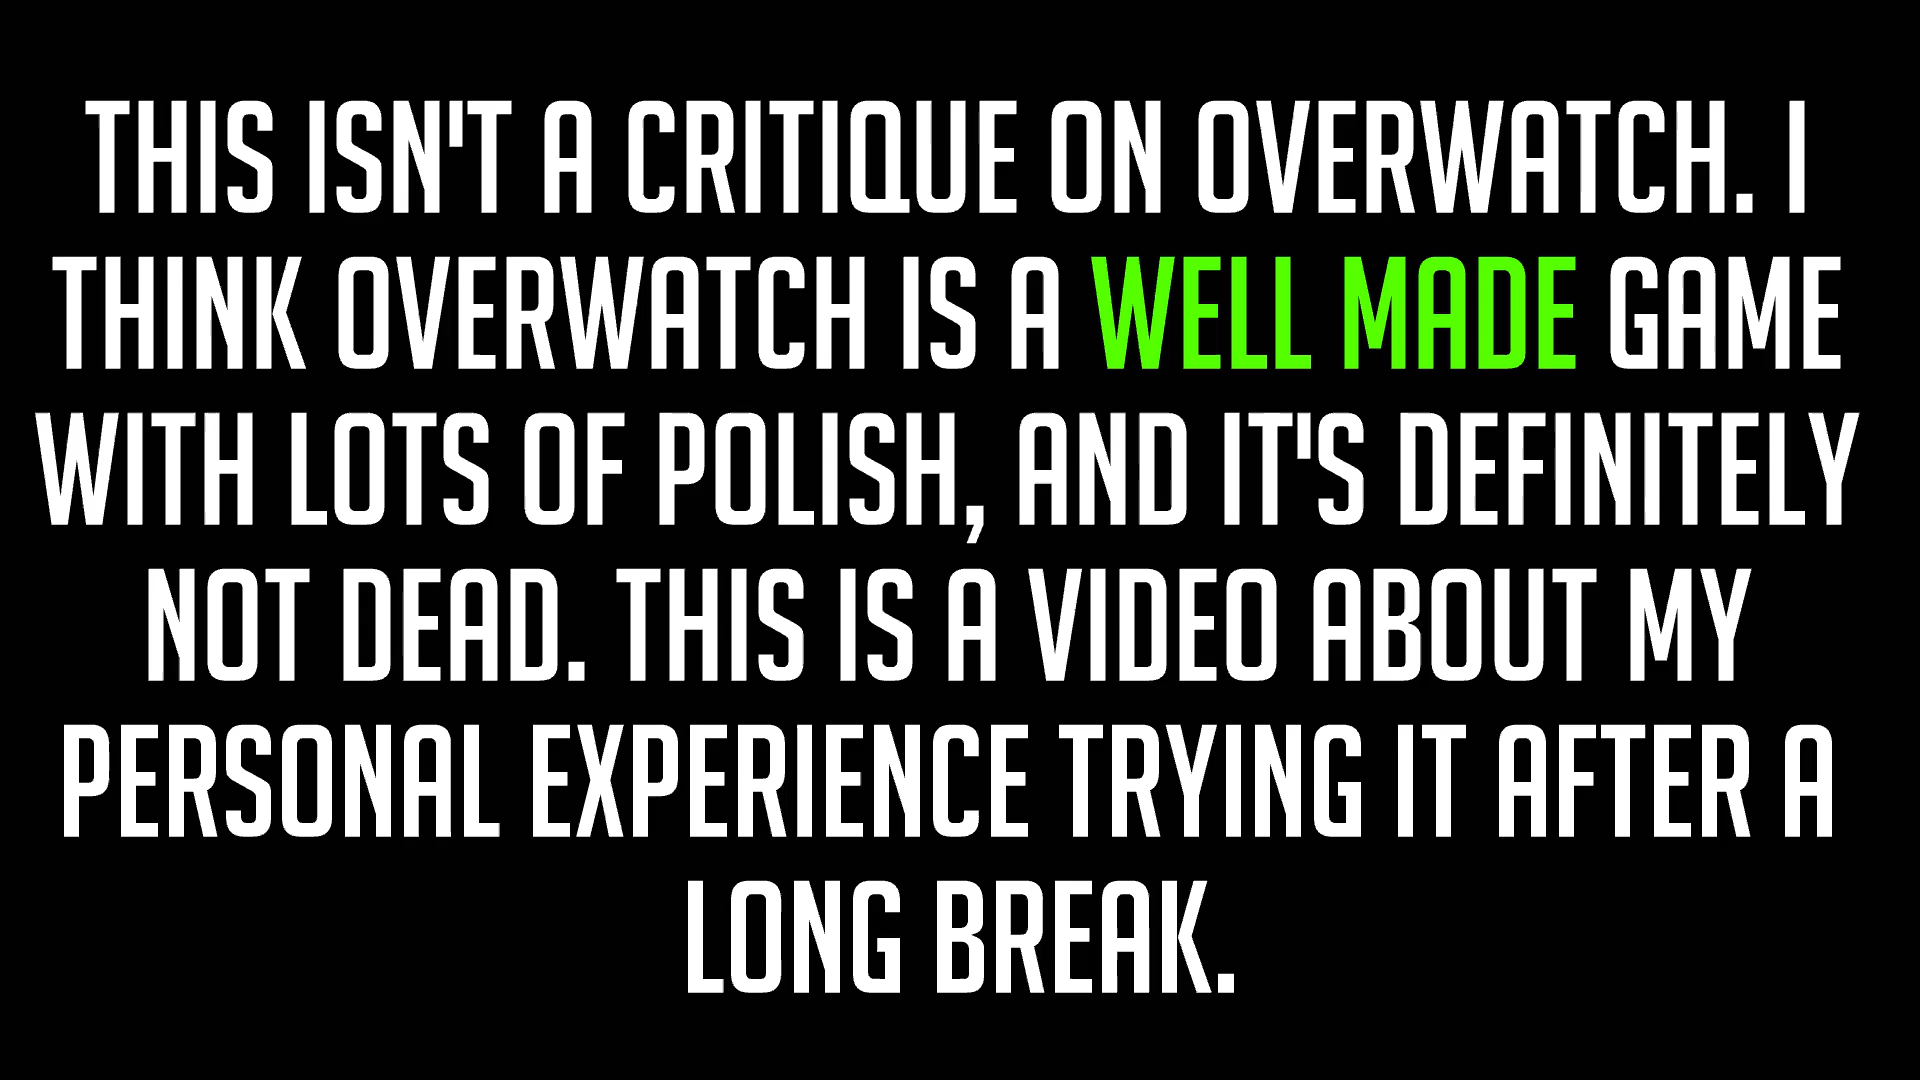 THIS ISN'T A CRITIQUE ON OVERWATCH. I
THINK OVERWATCH IS A WELL MADE GAME
WITH LOTS OF POLISH, AND IT'S DEFINITELY
NOT DEAD. THIS IS A VIDEO ABOUT MY
PERSONAL EXPERIENCE TRYING IT AFTER A
LONG BREAK.